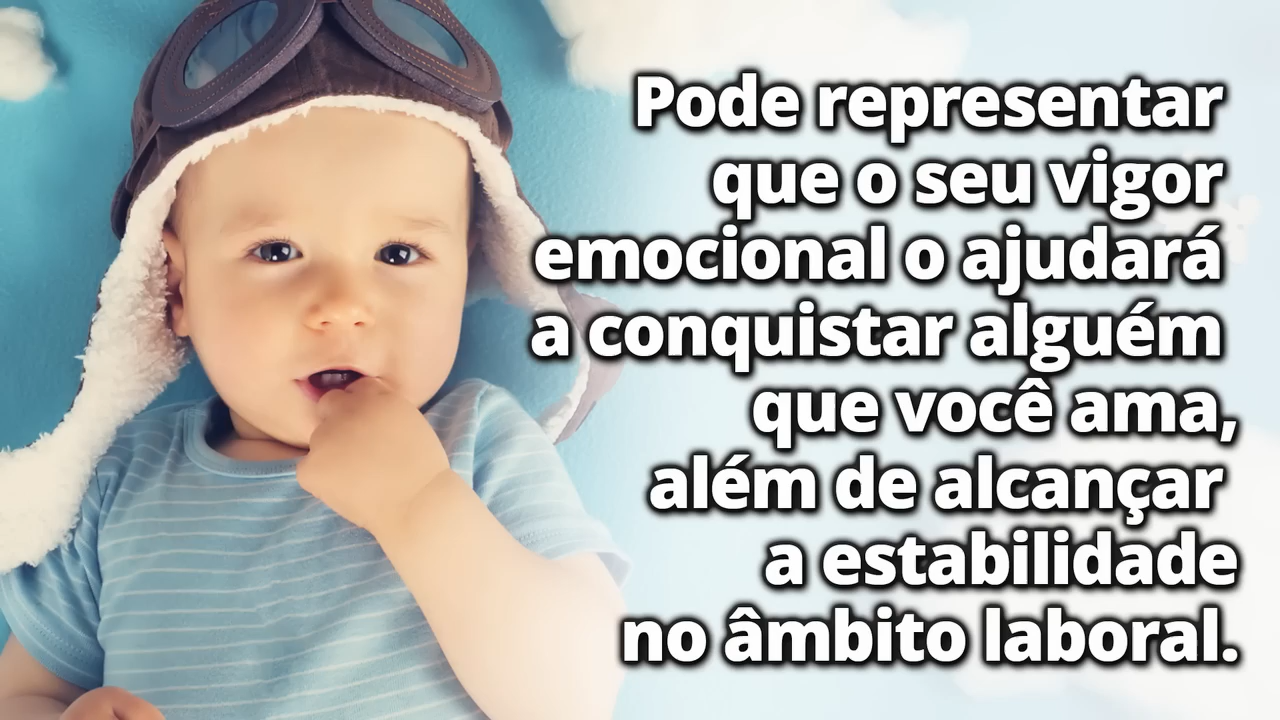 Pode representar
que o seu vigor
emocional o ajudará
a conquistar alguém
que você ama,
além de alcançar
a estabilidade
no âmbito laboral.